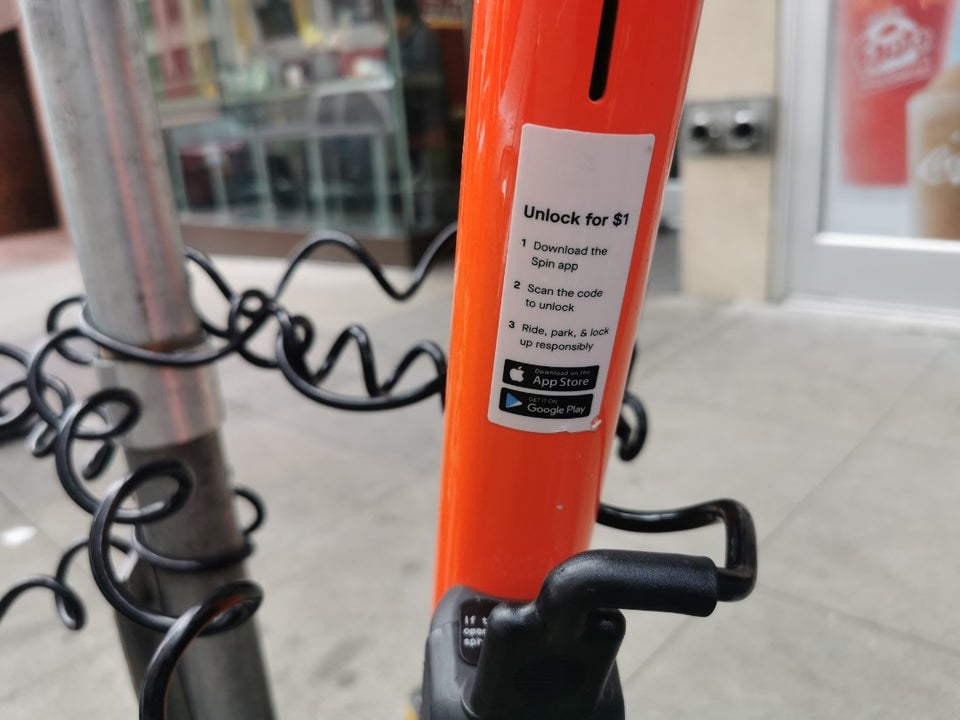 Unlock for $1
1 Download the
Spin app
2 Scan the code
to unlock
3 Ride, park, & lock
up responsibly
Download on the
App Store
GET IT ON
Google Play
If